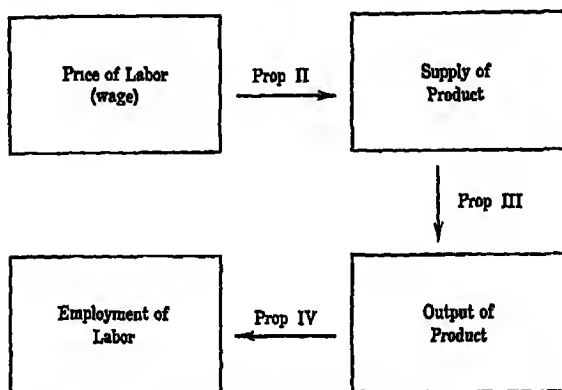 Price of Labor
(wage)
Prop II
Supply of
Product
Prop III
Employment of
Labor
Prop IV
Output of
Product